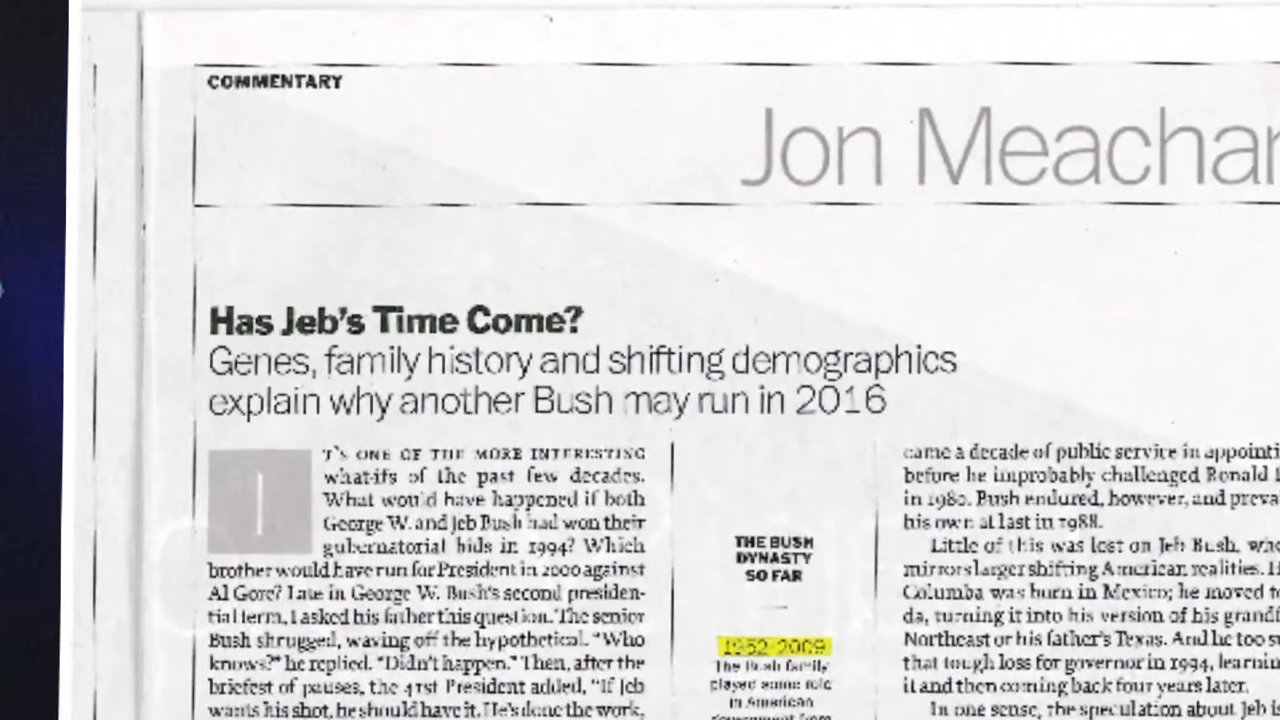 COMMENTARY
Jon Meacha
Has Jeb's Time Come?
Genes, family history and shifting demographics
explain why another Bush may run in 2016
I
T'S ONE OF THE MORE INTERESTING
what-ifs of the past few decades.
What would have happened if both
George W. and Jeb Bush had won their
gubernatorial bids in 1994? Which
brother would have run for President in 2000 against
Al Gore? Late in George W. Bush's second presiden-
tial term, I asked his father this question. The senior
Bush shrugged, waving off the hypothetical. "Who
knows?" he replied. "Didn't happen." Then, after the
briefest of pauses, the 41st President added, "If Jeb
wants his shot, he should have it. He's done the work,
THE BUSH
DYNASTY
SO FAR
1952-2009
The Bush family
played some role
in American
government from
came a decade of public service in appointi
before he improbably challenged Ronald
in 1980. Bush endured, however, and preva
his own at last in 1988.
Little of this was lost on Jeb Bush, who
mirrors larger shifting American realities. H
Columba was born in Mexico; he moved to
da, turning it into his version of his grandf
Northeast or his father's Texas. And he too s
that tough loss for governor in 1994, learnin
it and then coming back four years later.
In one sense, the speculation about Jeb is